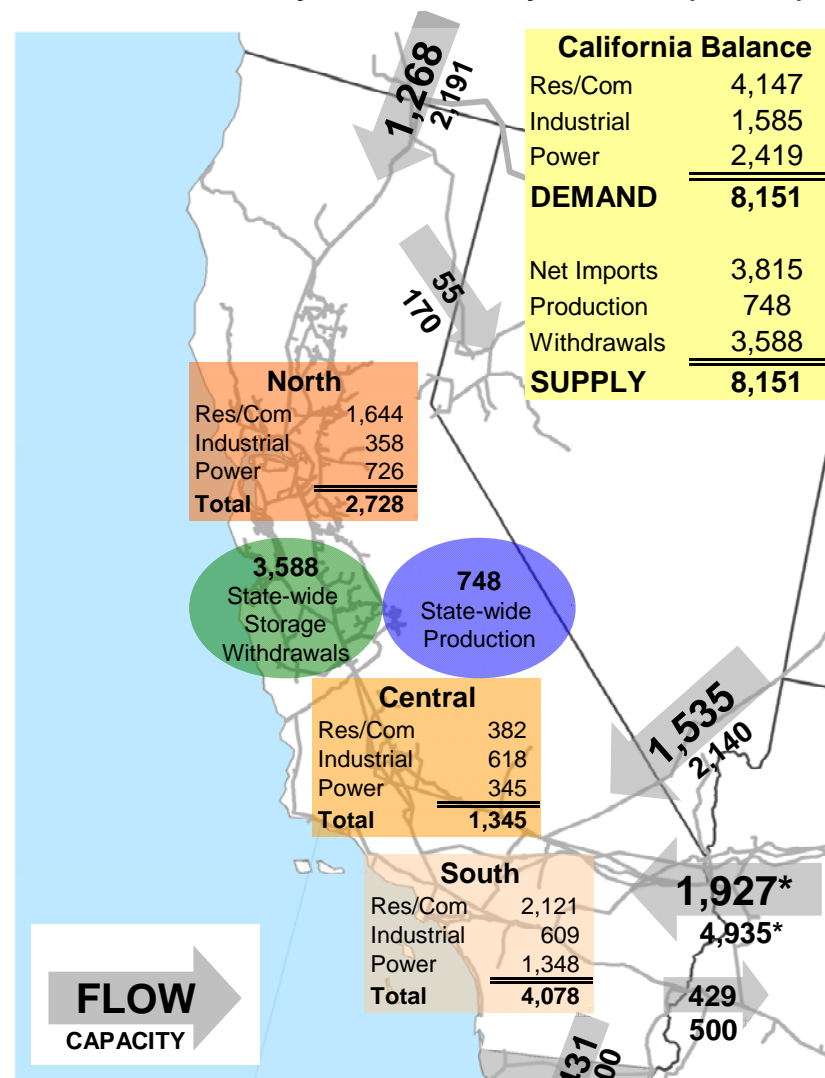 California Balance
Res/Com 4,147
Industrial 1,585
Power 2,419
DEMAND 8,151
Net Imports 3,815
Production 748
Withdrawals 3,588
SUPPLY 8,151
1,268
2,191
55
170
North
Res/Com 1,644
Industrial 358
Power 726
Total 2,728
3,588
State-wide
Storage
Withdrawals
748
State-wide
Production
Central
Res/Com 382
Industrial 618
Power 345
Total 1,345
1,535
2,140
South
Res/Com 2,121
Industrial 609
Power 1,348
Total 4,078
1,927*
4,935*
429
500
FLOW
CAPACITY